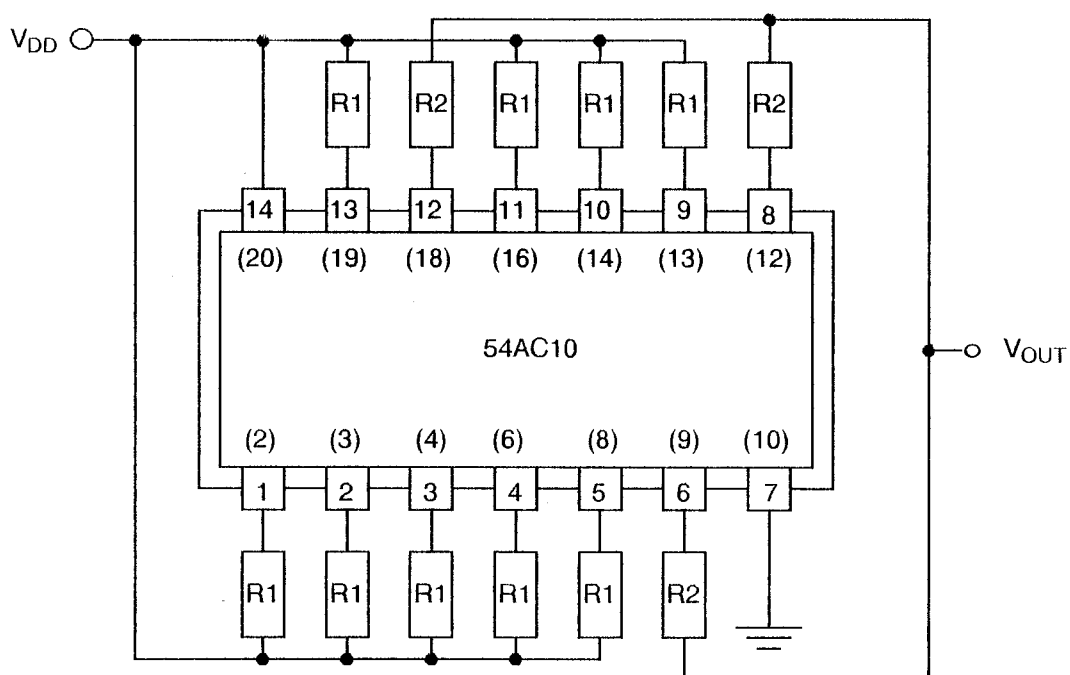 V_DD
R1 R2 R1 R1 R1 R2
14 13 12 11 10 9 8
(20) (19) (18) (16) (14) (13) (12)
54AC10
V_OUT
(2) (3) (4) (6) (8) (9) (10)
1 2 3 4 5 6 7
R1 R1 R1 R1 R1 R2